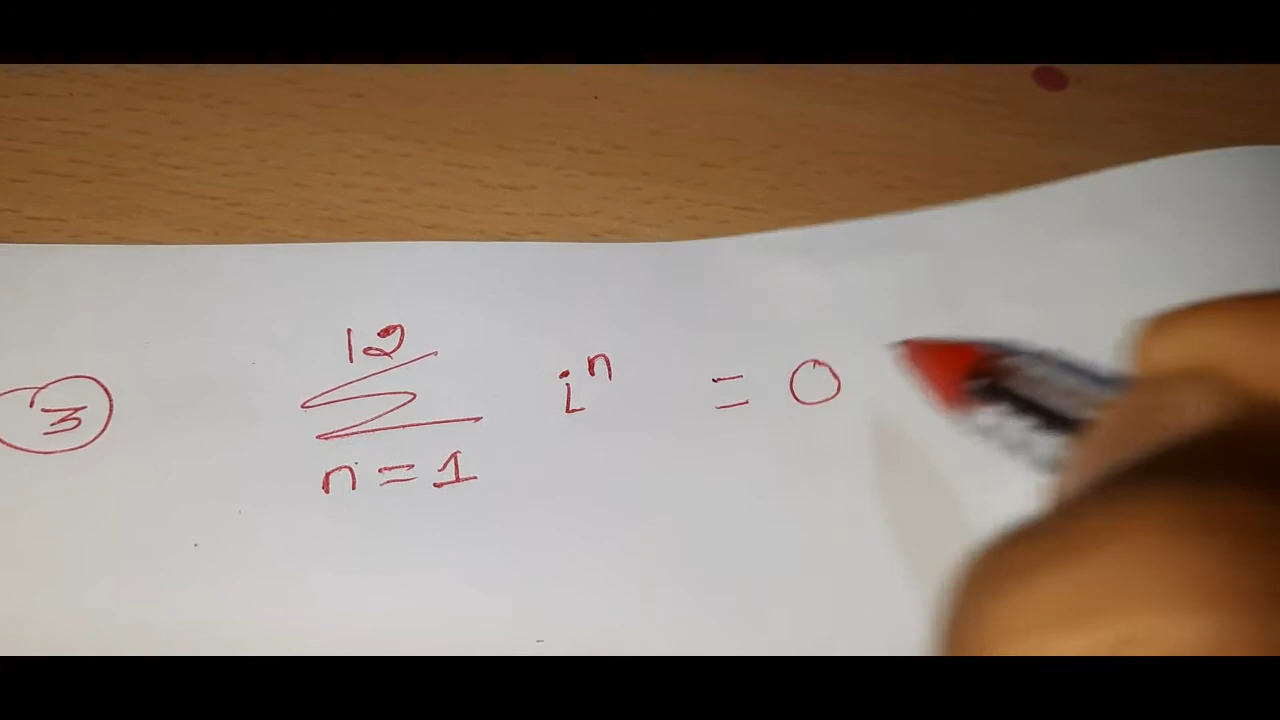 ③ 12
∑ iⁿ = 0
n = 1